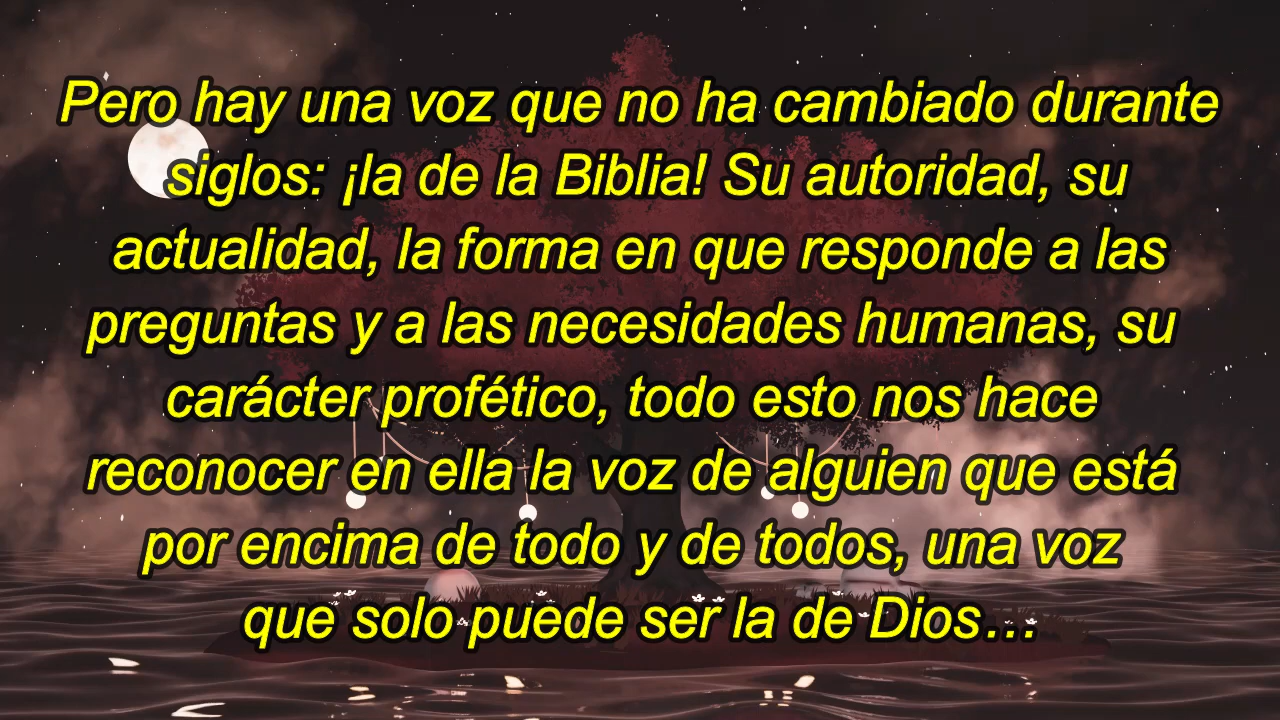 Pero hay una voz que no ha cambiado durante
siglos: ¡la de la Biblia! Su autoridad, su
actualidad, la forma en que responde a las
preguntas y a las necesidades humanas, su
carácter profético, todo esto nos hace
reconocer en ella la voz de alguien que está
por encima de todo y de todos, una voz
que solo puede ser la de Dios…